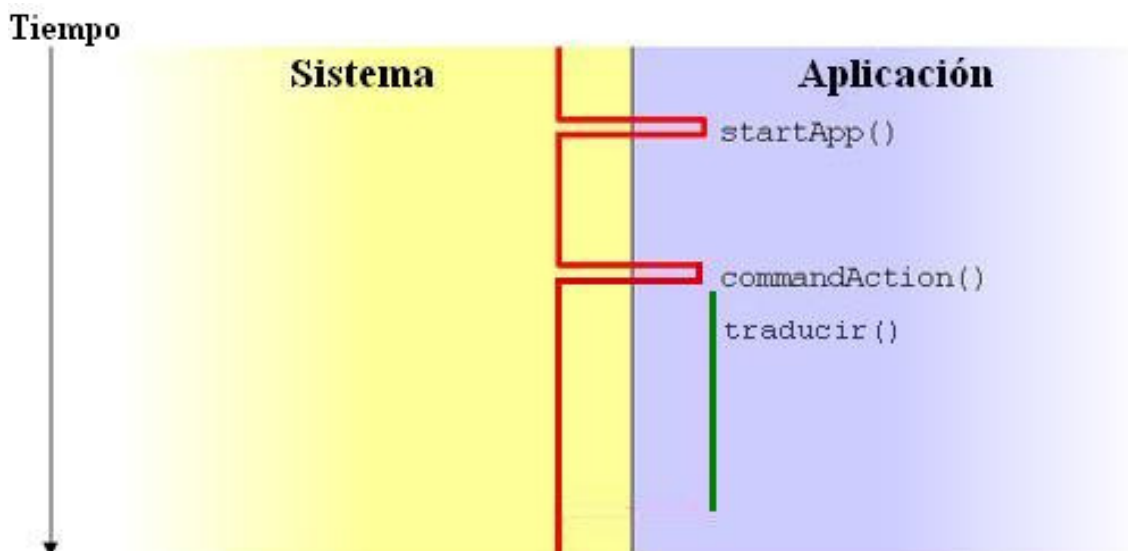 Tiempo
Sistema
Aplicación
startApp()
commandAction()
traducir()